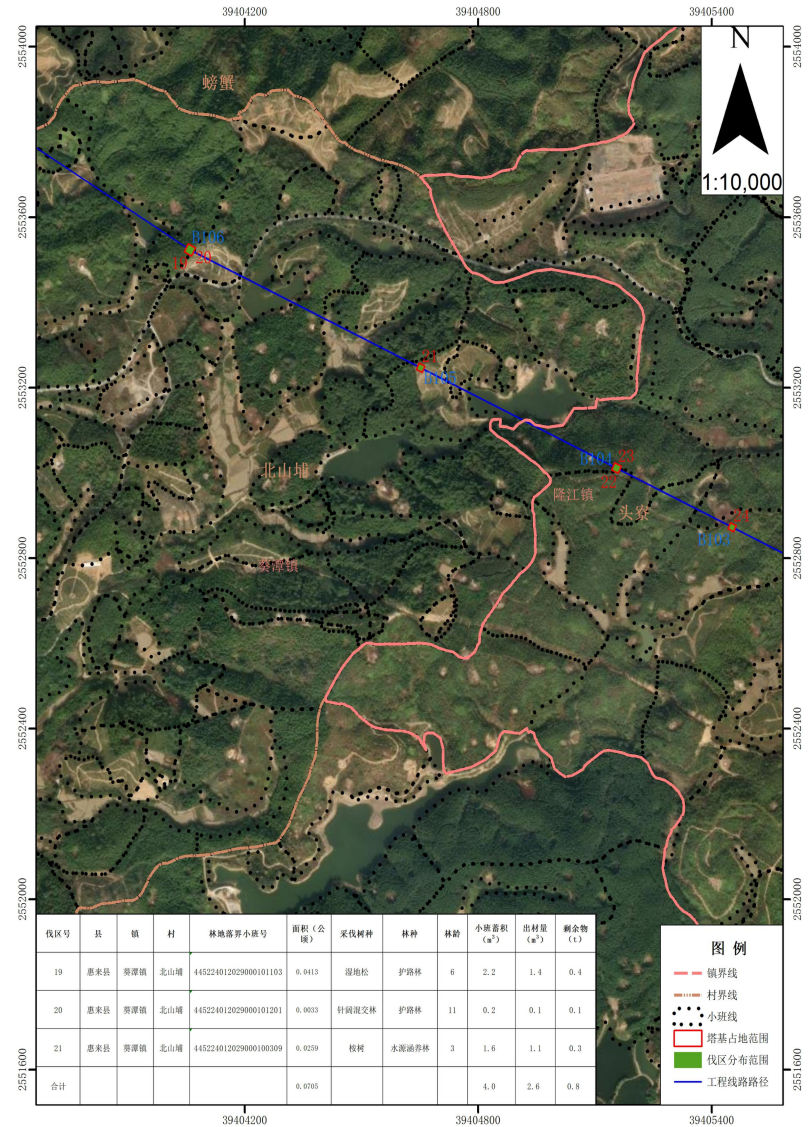 39404200 39404800 39405400
2554000 2554000
N
1:10,000
螃蟹
2553600 2553600
B106
20
21
B105
2553200 2553200
北山埔
B104 23
22
隆江镇
头寮
24
B103
2552800 2552800
葵潭镇
2552400 2552400
2552000 2552000
伐区号 县 镇 村 林地落界小班号 面积（公顷） 采伐树种 林种 林龄 小班蓄积（m³） 出材量（m³） 剩余物（t）
19 惠来县 葵潭镇 北山埔 445224012029000101103 0.0413 湿地松 护路林 6 2.2 1.4 0.4
20 惠来县 葵潭镇 北山埔 445224012029000101201 0.0033 针阔混交林 护路林 11 0.2 0.1 0.1
21 惠来县 葵潭镇 北山埔 445224012029000100309 0.0259 桉树 水源涵养林 3 1.6 1.1 0.3
合计 0.0705 4.0 2.6 0.8
图 例
镇界线
村界线
小班线
塔基占地范围
伐区分布范围
工程线路路径
2551600 2551600
39404200 39404800 39405400